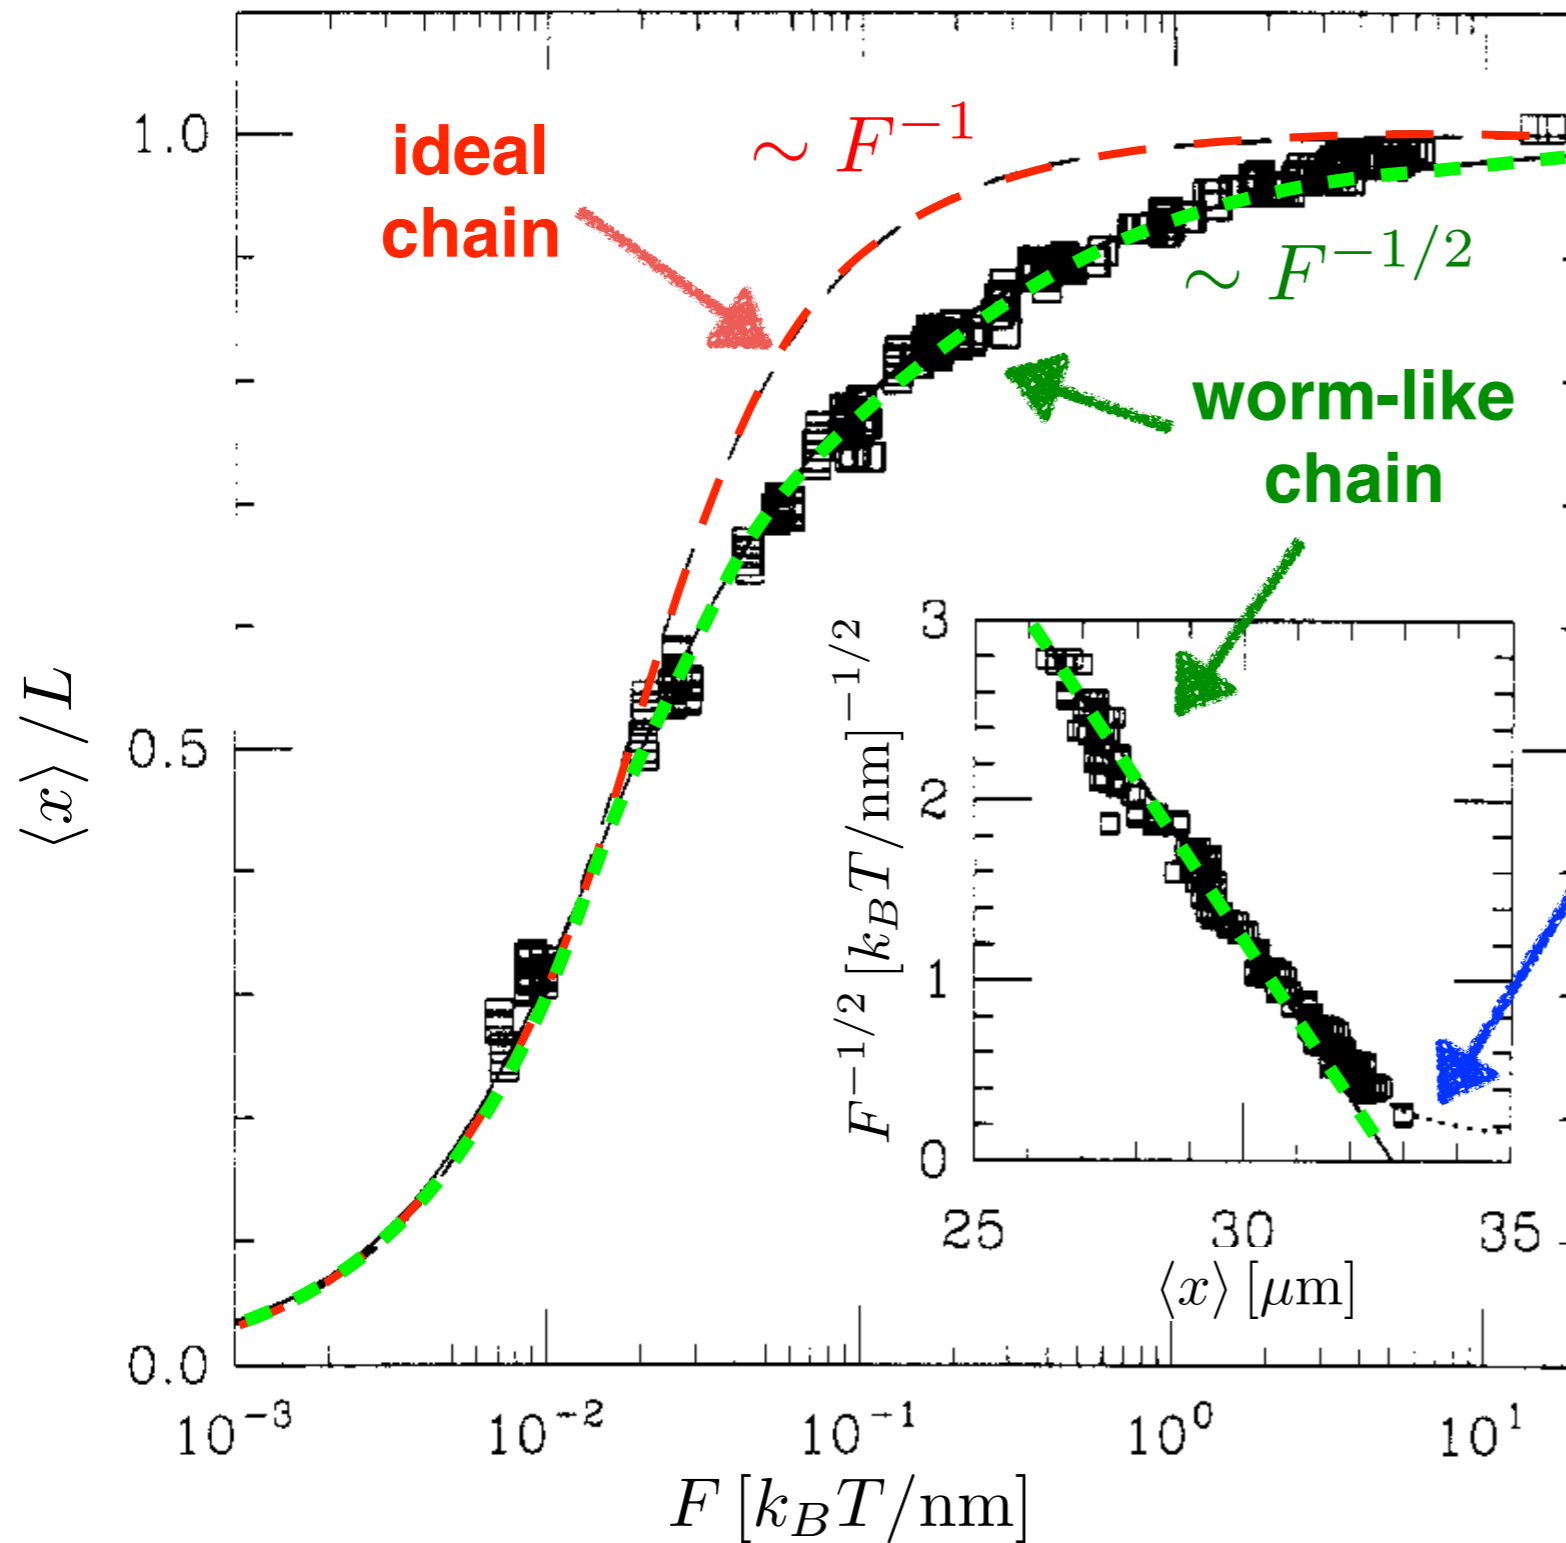 1.0
ideal
chain
∼ F^{-1}
∼ F^{-1/2}
worm-like
chain
⟨x⟩/L
0.5
0.0
10^{-3} 10^{-2} 10^{-1} 10^{0} 10^{1}
F [k_BT/nm]
F^{-1/2} [k_BT/nm]^{-1/2}
3
2
1
0
25 30 35
⟨x⟩ [μm]